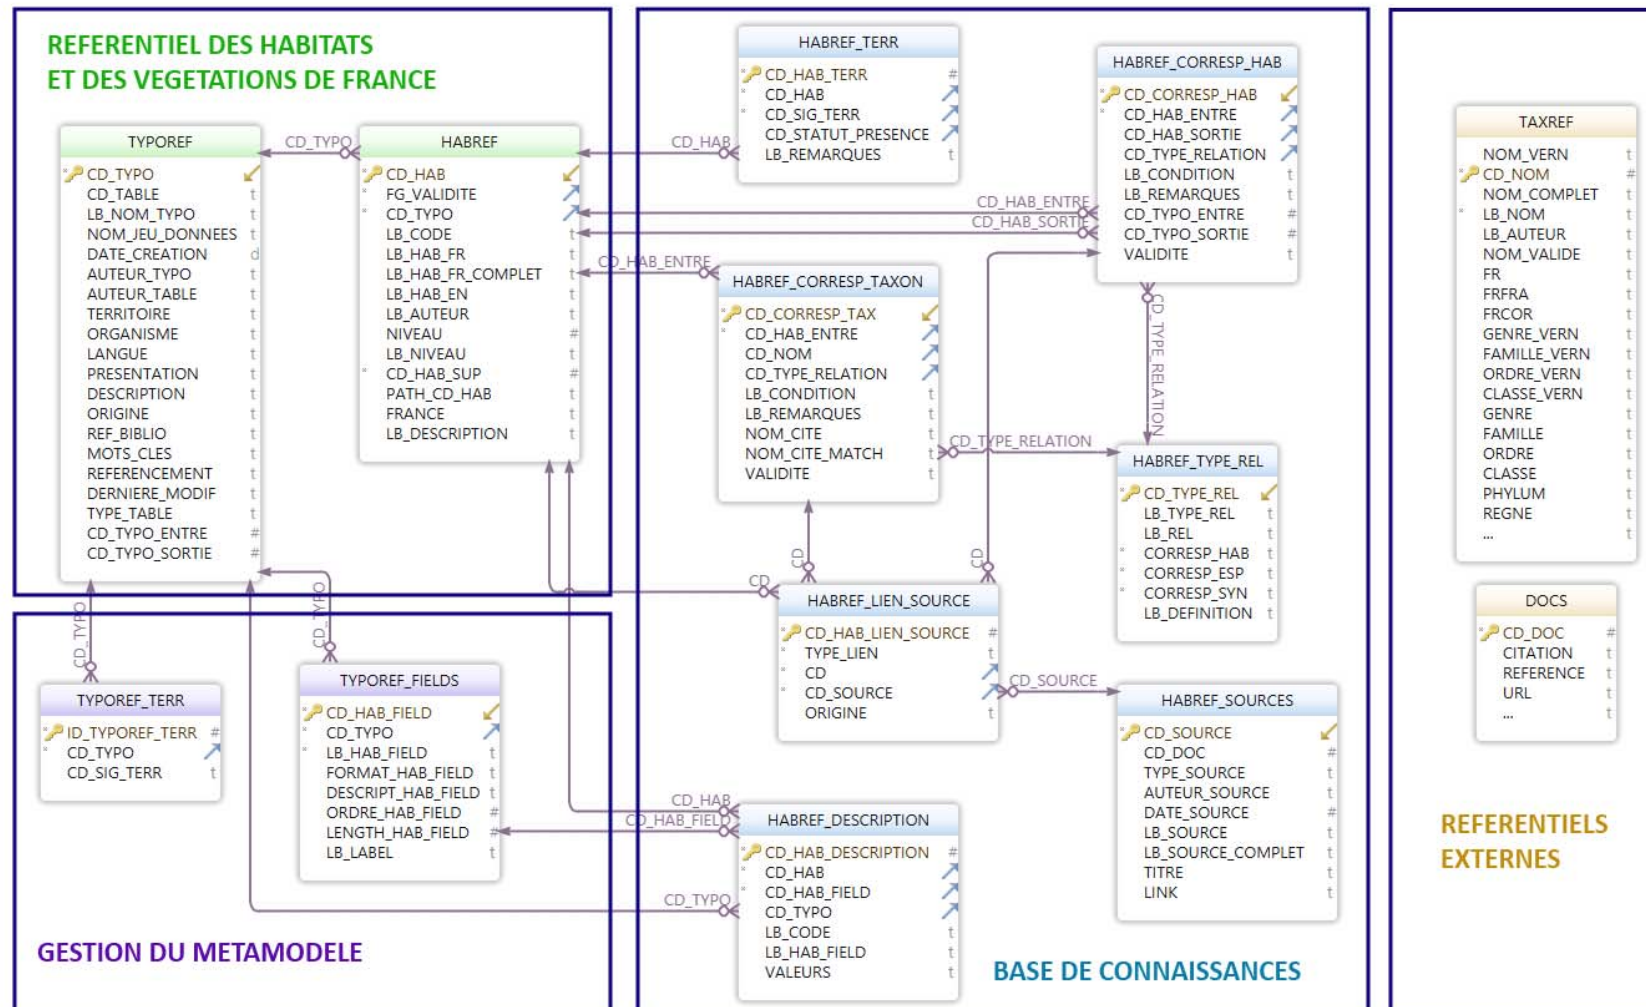 RÉFERENTIEL DES HABITATS
ET DES VEGETATIONS DE FRANCE
TYPOREF
CD_TYPO
CD_TABLE t
LB_NOM_TYPO t
NOM_JEU_DONNEES t
DATE_CREATION d
AUTEUR_TYPO t
AUTEUR_TABLE t
TERRITOIRE t
ORGANISME t
LANGUE t
PRESENTATION t
DESCRIPTION t
ORIGINE t
REF_BIBLIO t
MOTS_CLES t
REFERENCEMENT t
DERNIERE_MODIF t
TYPE_TABLE t
CD_TYPO_ENTRE #
CD_TYPO_SORTIE #
CD_TYPO
HABREF
CD_HAB
FG_VALIDITE
CD_TYPO
LB_CODE t
LB_HAB_FR t
LB_HAB_FR_COMPLET t
LB_HAB_EN t
LB_AUTEUR t
NIVEAU #
LB_NIVEAU t
CD_HAB_SUP #
PATH_CD_HAB t
FRANCE t
LB_DESCRIPTION t
CD_HAB
HABREF_TERR
CD_HAB_TERR #
CD_HAB
CD_SIG_TERR
CD_STATUT_PRESENCE
LB_REMARQUES t
HABREF_CORRESP_HAB
CD_CORRESP_HAB
CD_HAB_ENTRE
CD_HAB_SORTIE
CD_TYPE_RELATION
LB_CONDITION t
LB_REMARQUES t
CD_TYPO_ENTRE #
CD_TYPO_SORTIE #
VALIDITE t
CD_HAB_ENTRE
CD_HAB_SORTIE
CD_HAB_ENTRE
HABREF_CORRESP_TAXON
CD_CORRESP_TAX
CD_HAB_ENTRE
CD_NOM
CD_TYPE_RELATION
LB_CONDITION t
LB_REMARQUES t
NOM_CITE t
NOM_CITE_MATCH t
VALIDITE t
CD_TYPE_RELATION
CD_TYPE_RELATION
HABREF_TYPE_REL
CD_TYPE_REL
LB_TYPE_REL t
LB_REL t
CORRESP_HAB t
CORRESP_ESP t
CORRESP_SYN t
LB_DEFINITION t
CD
CD
CD
HABREF_LIEN_SOURCE
CD_HAB_LIEN_SOURCE #
TYPE_LIEN t
CD
CD_SOURCE
ORIGINE t
CD_SOURCE
HABREF_SOURCES
CD_SOURCE
CD_DOC #
TYPE_SOURCE t
AUTEUR_SOURCE t
DATE_SOURCE #
LB_SOURCE t
LB_SOURCE_COMPLET t
TITRE t
LINK t
TAXREF
NOM_VERN t
CD_NOM #
NOM_COMPLET t
LB_NOM t
LB_AUTEUR t
NOM_VALIDE t
FR t
FRFRA t
FRCOR t
GENRE_VERN t
FAMILLE_VERN t
ORDRE_VERN t
CLASSE_VERN t
GENRE t
FAMILLE t
ORDRE t
CLASSE t
PHYLUM t
REGNE t
... t
DOCS
CD_DOC #
CITATION t
REFERENCE t
URL t
... t
REFERENTIELS
EXTERNES
CD_TYPO
CD_TYPO
TYPOREF_TERR
ID_TYPOREF_TERR #
CD_TYPO
CD_SIG_TERR t
TYPOREF_FIELDS
CD_HAB_FIELD
CD_TYPO
LB_HAB_FIELD t
FORMAT_HAB_FIELD t
DESCRIPT_HAB_FIELD t
ORDRE_HAB_FIELD #
LENGTH_HAB_FIELD #
LB_LABEL t
CD_HAB
CD_HAB_FIELD
CD_TYPO
HABREF_DESCRIPTION
CD_HAB_DESCRIPTION #
CD_HAB
CD_HAB_FIELD
CD_TYPO
LB_CODE t
LB_HAB_FIELD t
VALEURS t
GESTION DU METAMODELE
BASE DE CONNAISSANCES